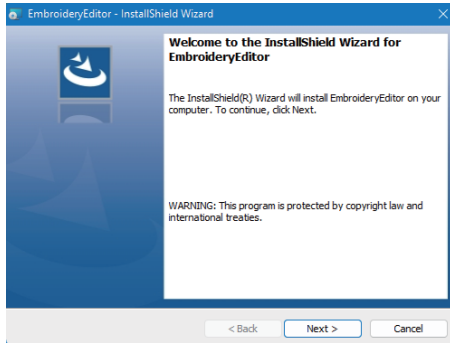 EmbroideryEditor - InstallShield Wizard
Welcome to the InstallShield Wizard for
EmbroideryEditor
The InstallShield(R) Wizard will install EmbroideryEditor on your
computer. To continue, click Next.
WARNING: This program is protected by copyright law and
international treaties.
< Back Next > Cancel